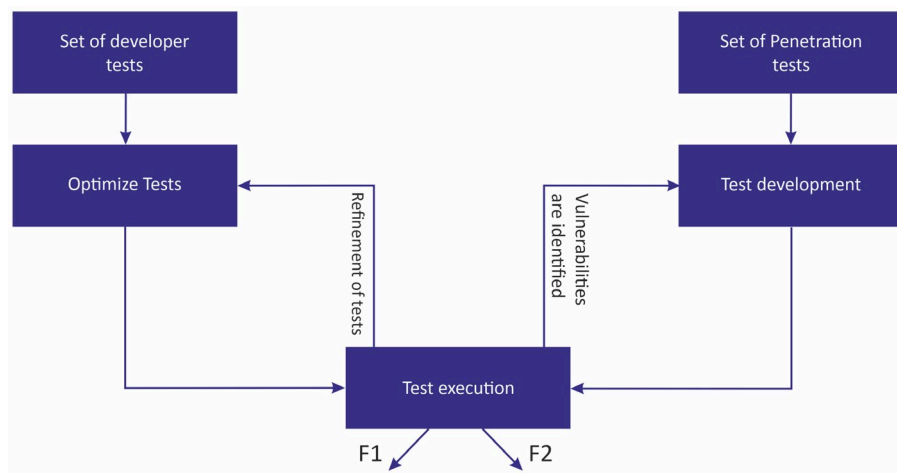 Set of developer
tests
Set of Penetration
tests
Optimize Tests
Test development
Refinement of tests
Vulnerabilities
are identified
Test execution
F1
F2